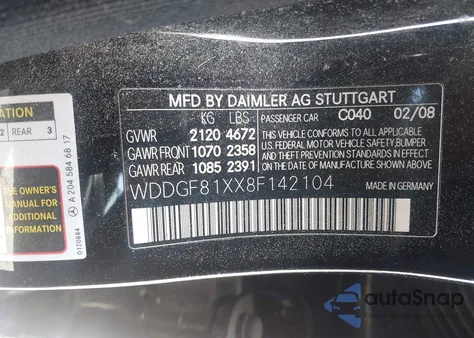 MFD BY DAIMLER AG STUTTGART
KG LBS PASSENGER CAR C040 02/08
GVWR 2120 4672 THIS VEHICLE CONFORMS TO ALL APPLICABLE
GAWR FRONT 1070 2358 U.S. FEDERAL MOTOR VEHICLE SAFETY,BUMPER
GAWR REAR 1085 2391 AND THEFT PREVENTION STANDARDS IN EFFECT
ON THE DATE OF MANUFACTURE SHOWN ABOVE
WDDGF81XX8F142104
MADE IN GERMANY
ATION
2 REAR 3
SEE OWNER'S
MANUAL FOR
ADDITIONAL
INFORMATION
A 204 584 68 17
autoSnap